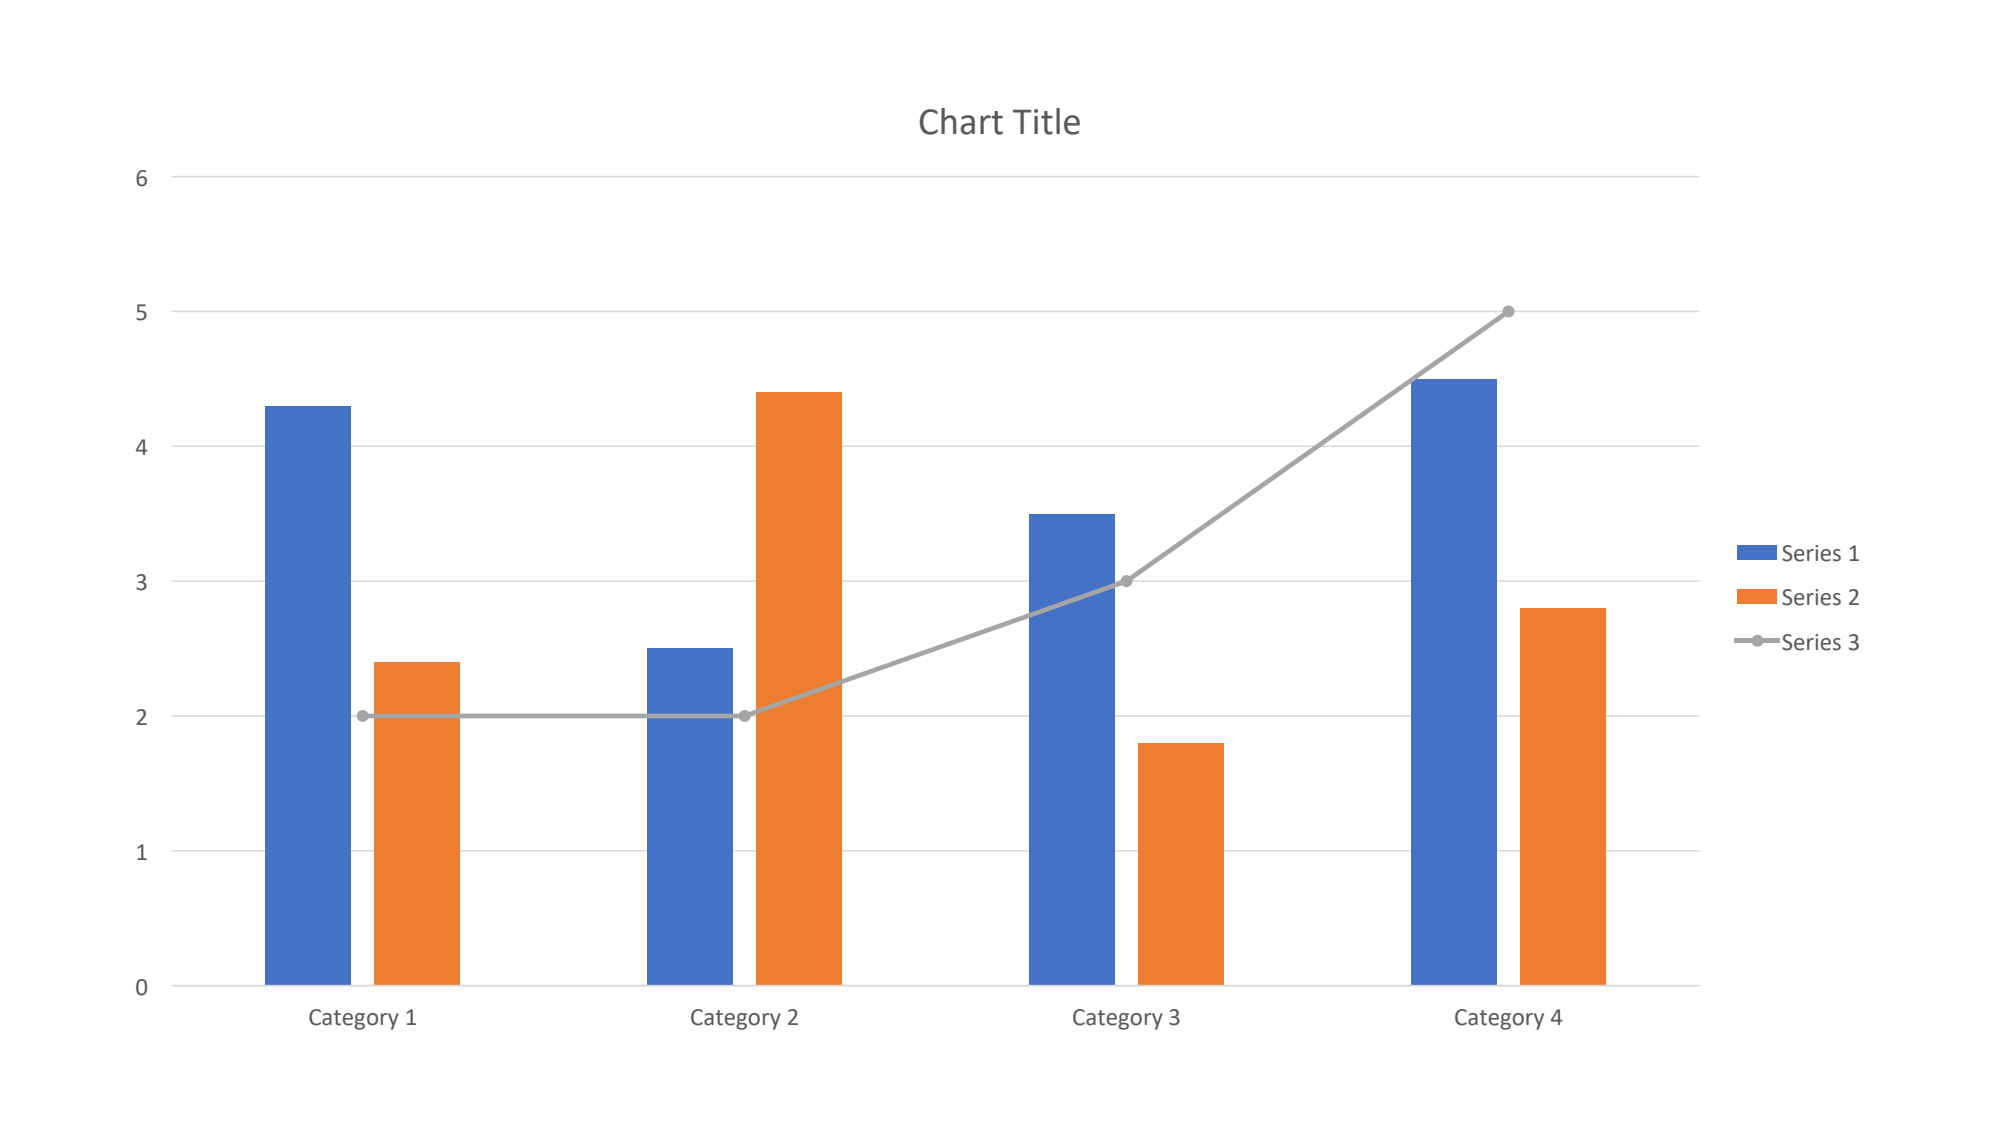 Chart Title
6
5
4
3
2
1
0
Category 1
Category 2
Category 3
Category 4
Series 1
Series 2
Series 3